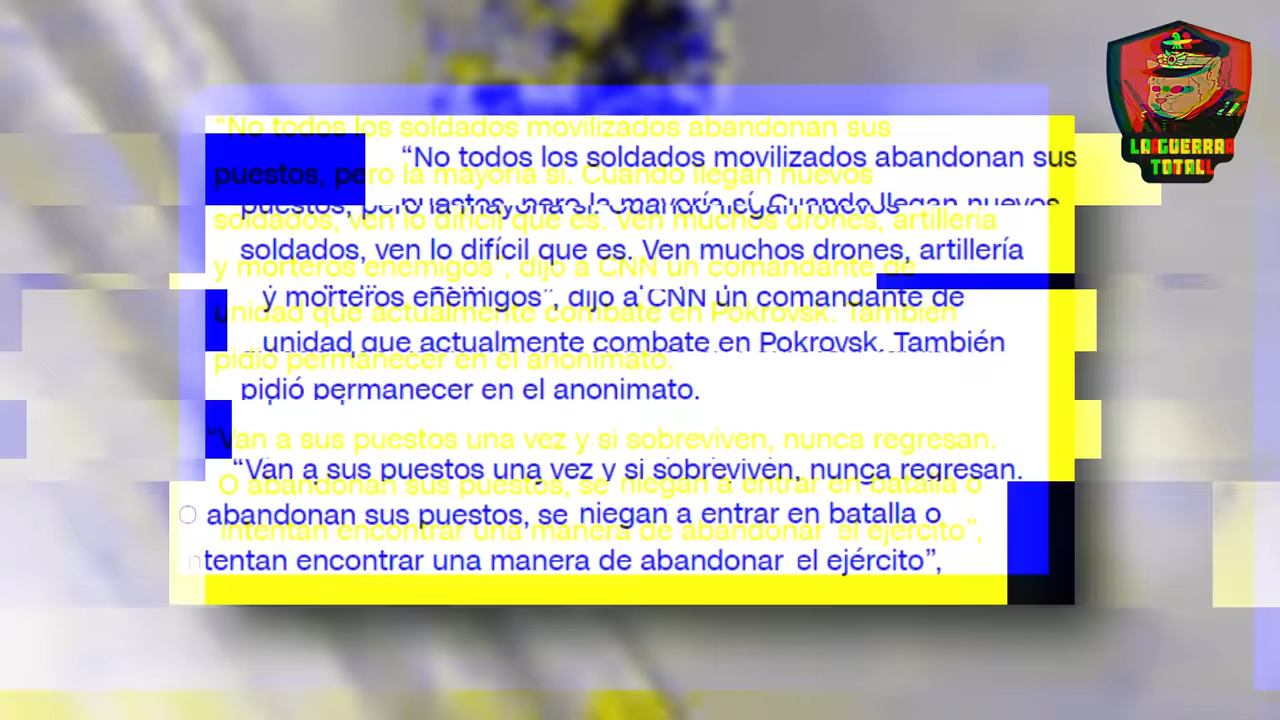 “No todos los soldados movilizados abandonan sus
puestos, pero la mayoría sí. Cuando llegan nuevos
soldados, ven lo difícil que es. Ven muchos drones, artillería
y morteros enemigos”, dijo a CNN un comandante de
unidad que actualmente combate en Pokrovsk. También
pidió permanecer en el anonimato.
“Van a sus puestos una vez y si sobreviven, nunca regresan.
O abandonan sus puestos, se niegan a entrar en batalla o
intentan encontrar una manera de abandonar el ejército”,
LA GUERRA
TOTAL